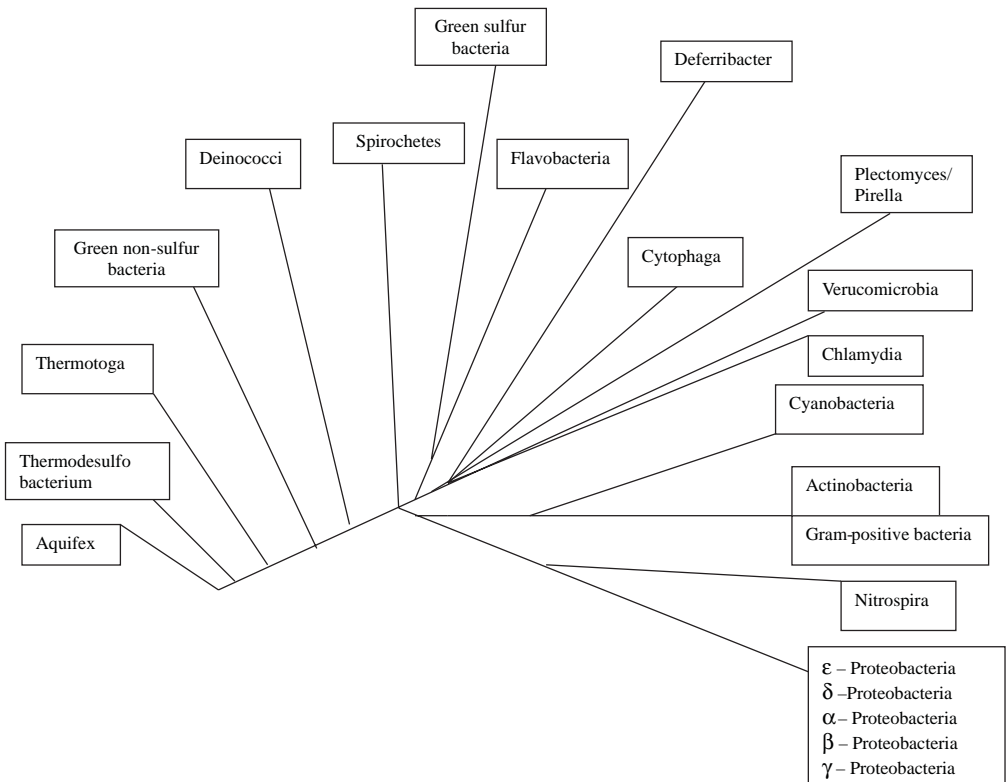 Green sulfur
bacteria
Deferribacter
Spirochetes
Deinococci
Flavobacteria
Plectomyces/
Pirella
Green non-sulfur
bacteria
Cytophaga
Verucomicrobia
Thermotoga
Chlamydia
Cyanobacteria
Thermodesulfo
bacterium
Actinobacteria
Aquifex
Gram-positive bacteria
Nitrospira
ε – Proteobacteria
δ –Proteobacteria
α– Proteobacteria
β – Proteobacteria
γ – Proteobacteria